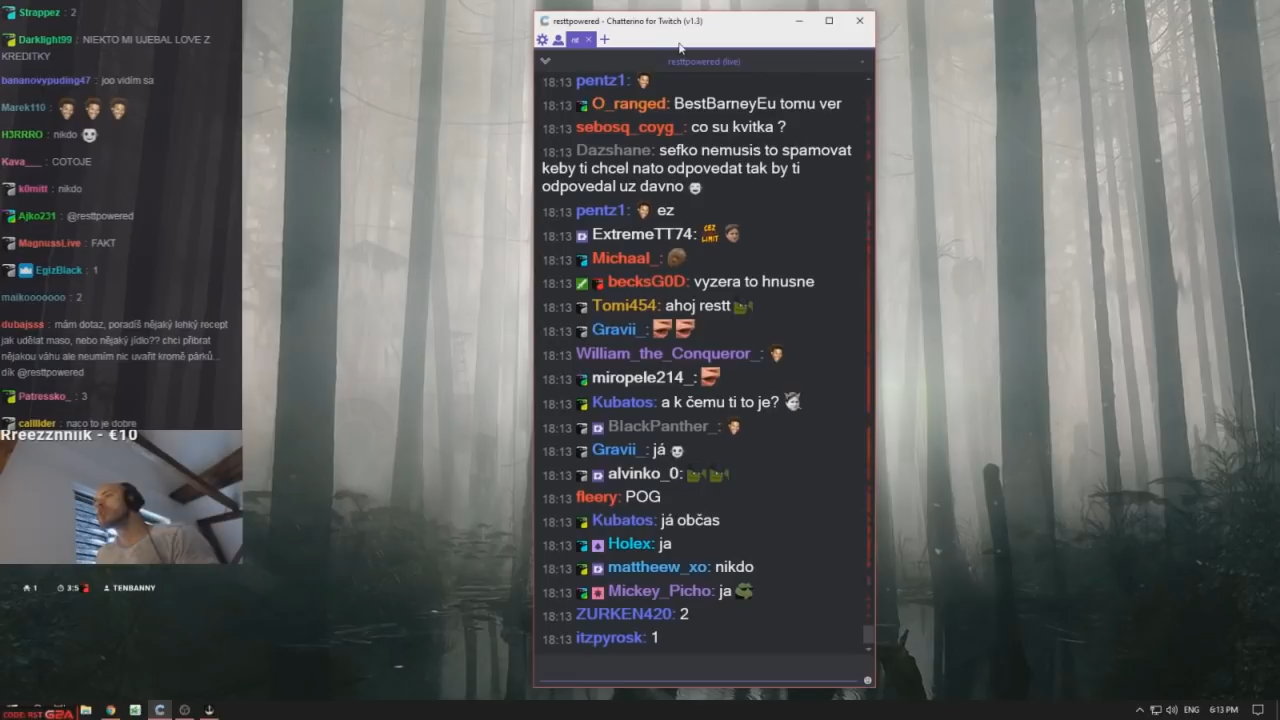 Strappez : 2
Darklight99 : NIEKTO MI UJEBAL LOVE Z
KREDITKY
bananovypuding47 : joo vidím sa
Marek110 :
H3RRRO : nikdo
Kava___ : COTOJE
k0mitt : nikdo
Ajko231 : @resttpowered
MagnussLive : FAKT
EgizBlack : 1
maikooooooo : 2
dubajsss : mám dotaz, poradíš nějaký lehký recept
jak udělat maso, nebo nějaký jídlo?? chci přibrat
nějakou váhu ale neumím nic uvařit kromě párků...
dík @resttpowered
Patressko_ : 3
callllder : naco to je dobre
Rreezznniik - €10
1 3:5 TENBANNY
resttpowered - Chatterino for Twitch (v1.3)
rst
resttpowered (live)
18:13 pentz1:
18:13 O_ranged: BestBarneyEu tomu ver
18:13 sebosq_coyg_: co su kvitka ?
18:13 Dazshane: sefko nemusis to spamovat
keby ti chcel nato odpovedat tak by ti
odpovedal uz davno
18:13 pentz1: ez
18:13 ExtremeTT74: CEZ LIMIT
18:13 Michaal_:
18:13 becksG0D: vyzera to hnusne
18:13 Tomi454: ahoj restt
18:13 Gravii_:
18:13 William_the_Conqueror_:
18:13 miropele214_:
18:13 Kubatos: a k čemu ti to je?
18:13 BlackPanther_:
18:13 Gravii_: já
18:13 alvinko_0:
18:13 fleery: POG
18:13 Kubatos: já občas
18:13 Holex: ja
18:13 mattheew_xo: nikdo
18:13 Mickey_Picho: ja
18:13 ZURKEN420: 2
18:13 itzpyrosk: 1
CODE: RST G2A
ENG 6:13 PM